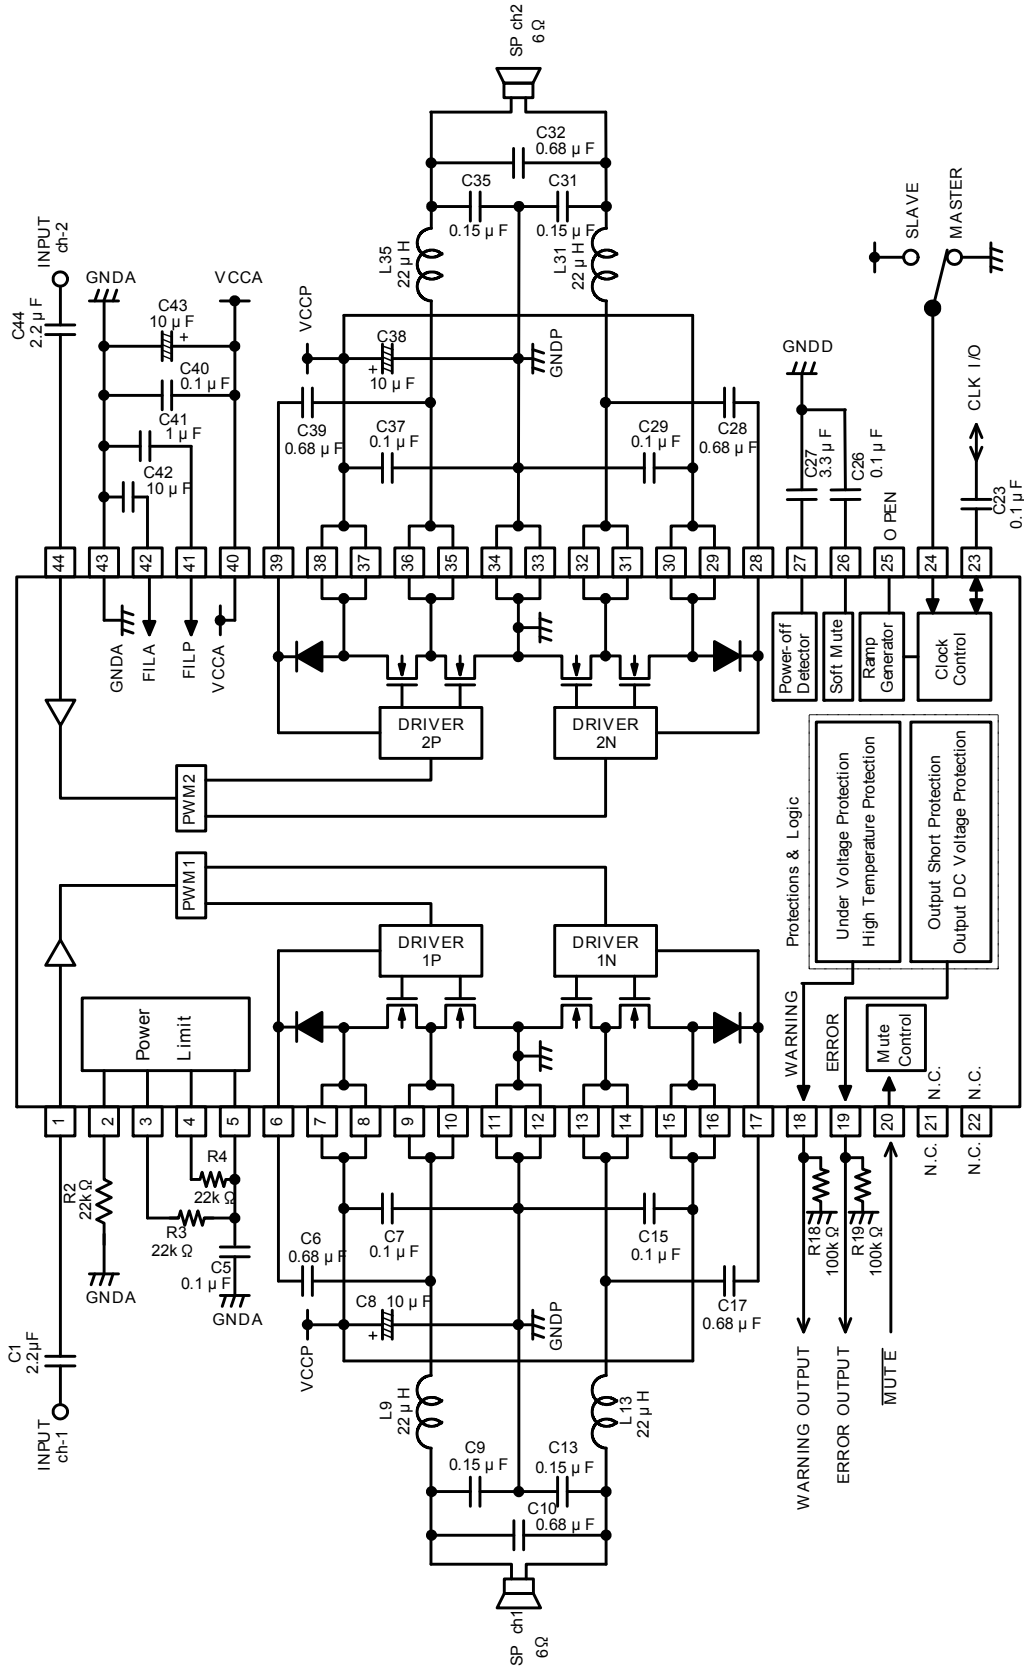 SP ch2
6 Ω
C32
0.68 µ F
C35
0.15 µ F
C31
0.15 µ F
L35
22 µ H
L31
22 µ H
INPUT
ch-2
C44
2.2 µ F
GNDA
VCCA
C43
10 µ F
+
C40
0.1 µ F
C41
1 µ F
C42
10 µ F
VCCP
C38
+
10 µ F
GNDP
C39
0.68 µ F
C37
0.1 µ F
C29
0.1 µ F
C28
0.68 µ F
SLAVE
MASTER
GNDD
C27
3.3 µ F
C26
0.1 µ F
O PEN
CLK I/O
C23
0.1 µ F
44
43
42
41
40
39
38
37
36
35
34
33
32
31
30
29
28
27
26
25
24
23
GNDA
FILA
FILP
VCCA
DRIVER
2P
DRIVER
2N
PWM2
Power-off
Detector
Soft Mute
Ramp
Generator
Clock
Control
PWM1
DRIVER
1P
DRIVER
1N
Protections & Logic
Under Voltage Protection
High Temperature Protection
Output Short Protection
Output DC Voltage Protection
Power
Limit
WARNING
ERROR
Mute
Control
N.C.
N.C.
1
2
3
4
5
6
7
8
9
10
11
12
13
14
15
16
17
18
19
20
21
22
N.C.
N.C.
R2
22k Ω
GNDA
R4
22k Ω
R3
22k Ω
C5
0.1 µ F
GNDA
C1
2.2µF
INPUT
ch-1
C6
0.68 µ F
C7
0.1 µ F
C15
0.1 µ F
C17
0.68 µ F
VCCP
C8
10 µ F
+
GNDP
L9
22 µ H
L13
22 µ H
C9
0.15 µ F
C13
0.15 µ F
C10
0.68 µ F
SP ch1
6Ω
R18
100k Ω
R19
100k Ω
WARNING OUTPUT
ERROR OUTPUT
MUTE